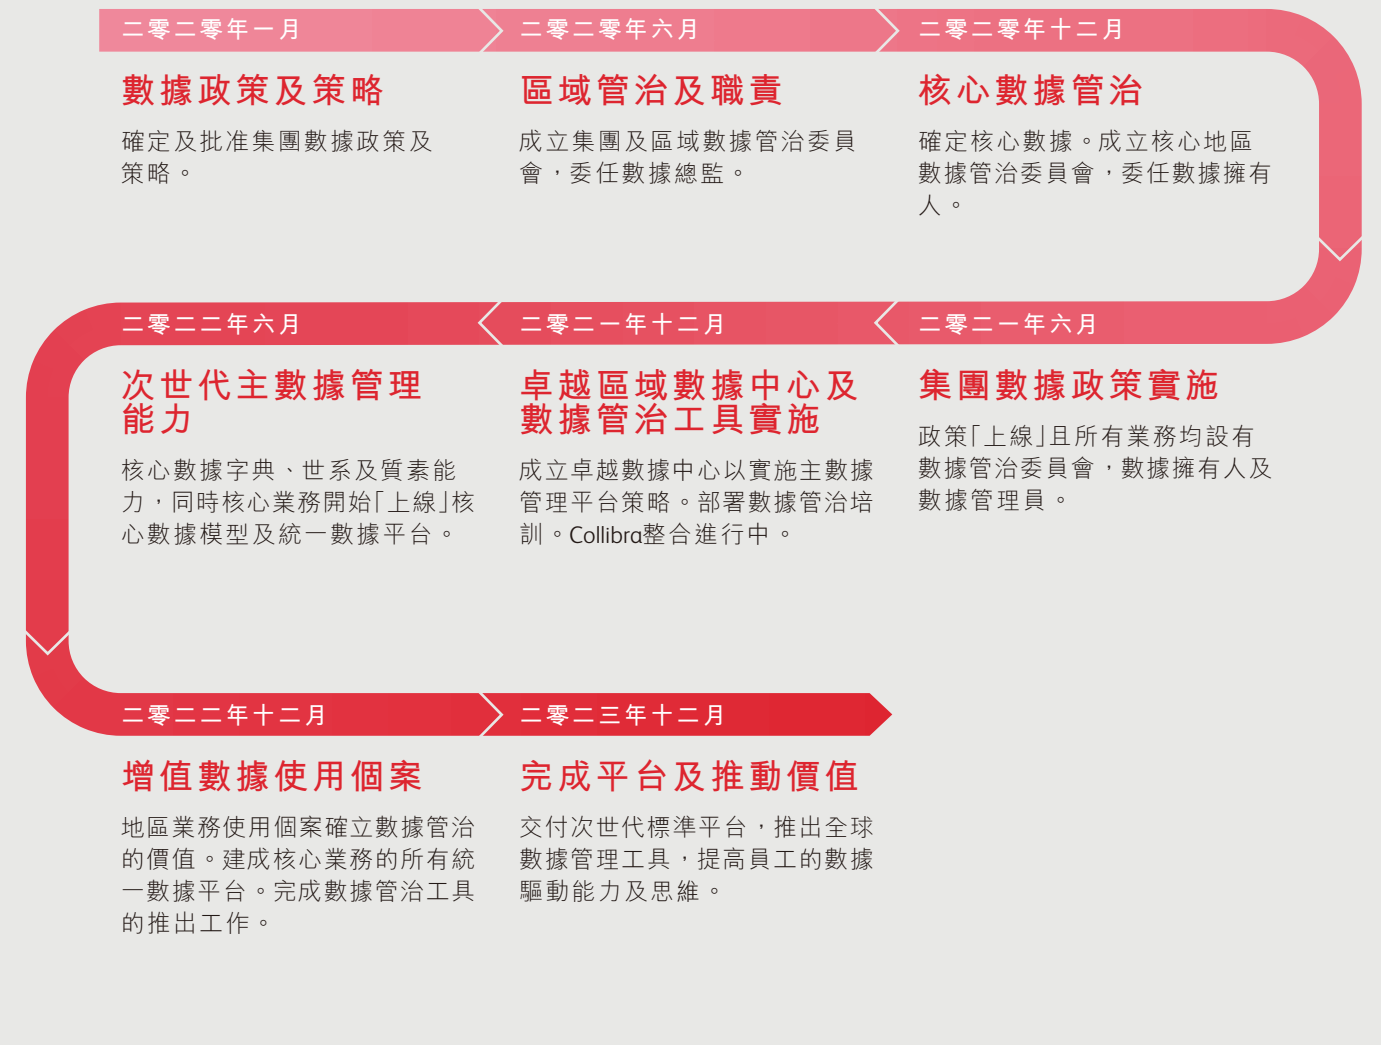 二零二零年一月
數據政策及策略
確定及批准集團數據政策及
策略。
二零二零年六月
區域管治及職責
成立集團及區域數據管治委員
會，委任數據總監。
二零二零年十二月
核心數據管治
確定核心數據。成立核心地區
數據管治委員會，委任數據擁有
人。
二零二一年六月
集團數據政策實施
政策「上線」且所有業務均設有
數據管治委員會，數據擁有人及
數據管理員。
二零二一年十二月
卓越區域數據中心及
數據管治工具實施
成立卓越數據中心以實施主數據
管理平台策略。部署數據管治培
訓。Collibra整合進行中。
二零二二年六月
次世代主數據管理
能力
核心數據字典、世系及質素能
力，同時核心業務開始「上線」核
心數據模型及統一數據平台。
二零二二年十二月
增值數據使用個案
地區業務使用個案確立數據管治
的價值。建成核心業務的所有統
一數據平台。完成數據管治工具
的推出工作。
二零二三年十二月
完成平台及推動價值
交付次世代標準平台，推出全球
數據管理工具，提高員工的數據
驅動能力及思維。